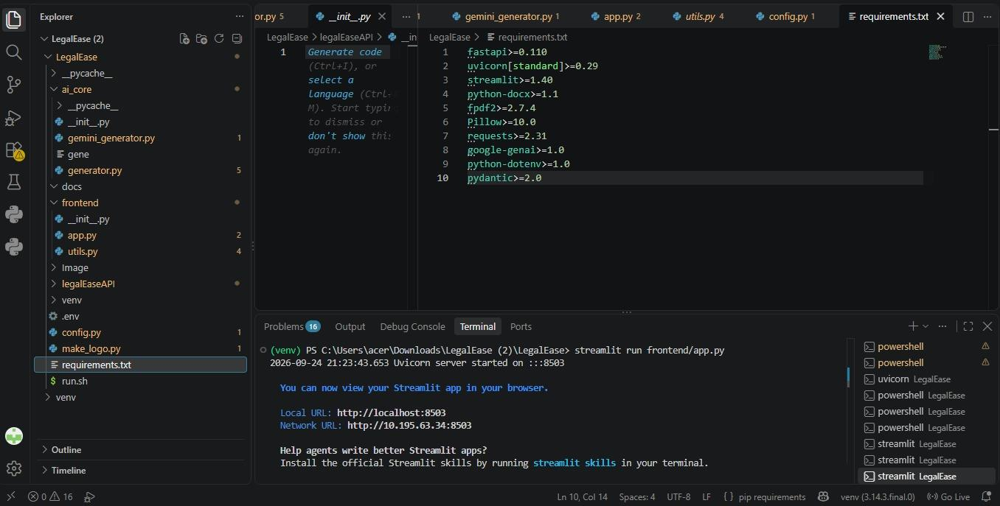 Explorer
LegalEase (2)
LegalEase
__pycache__
ai_core
__pycache__
__init__.py
gemini_generator.py 1
gene
generator.py 5
docs
frontend
__init__.py
app.py 2
utils.py 4
Image
legalEaseAPI
venv
.env
config.py 1
make_logo.py 1
requirements.txt
$ run.sh
venv
Outline
Timeline
or.py 5
__init__.py
1
gemini_generator.py 1
app.py 2
utils.py 4
config.py 1
requirements.txt
LegalEase > legalEaseAPI > __in
1 Generate code
(Ctrl+I), or
select a
language (Ctrl-
M). Start typin
to dismiss or
don't show this
again.
LegalEase > requirements.txt
1 fastapi>=0.110
2 uvicorn[standard]>=0.29
3 streamlit>=1.40
4 python-docx>=1.1
5 fpdf2>=2.7.4
6 Pillow>=10.0
7 requests>=2.31
8 google-genai>=1.0
9 python-dotenv>=1.0
10 pydantic>=2.0
Problems 16 Output Debug Console Terminal Ports
(venv) PS C:\Users\acer\Downloads\LegalEase (2)\LegalEase> streamlit run frontend/app.py
2026-09-24 21:23:43.653 Uvicorn server started on :::8503
You can now view your Streamlit app in your browser.
Local URL: http://localhost:8503
Network URL: http://10.195.63.34:8503
Help agents write better Streamlit apps?
Install the official Streamlit skills by running streamlit skills in your terminal.
powershell
powershell
uvicorn LegalEase
powershell LegalEase
powershell LegalEase
powershell LegalEase
streamlit LegalEase
streamlit LegalEase
streamlit LegalEase
0 16
Ln 10, Col 14 Spaces: 4 UTF-8 LF { } pip requirements venv (3.14.3.final.0) Go Live